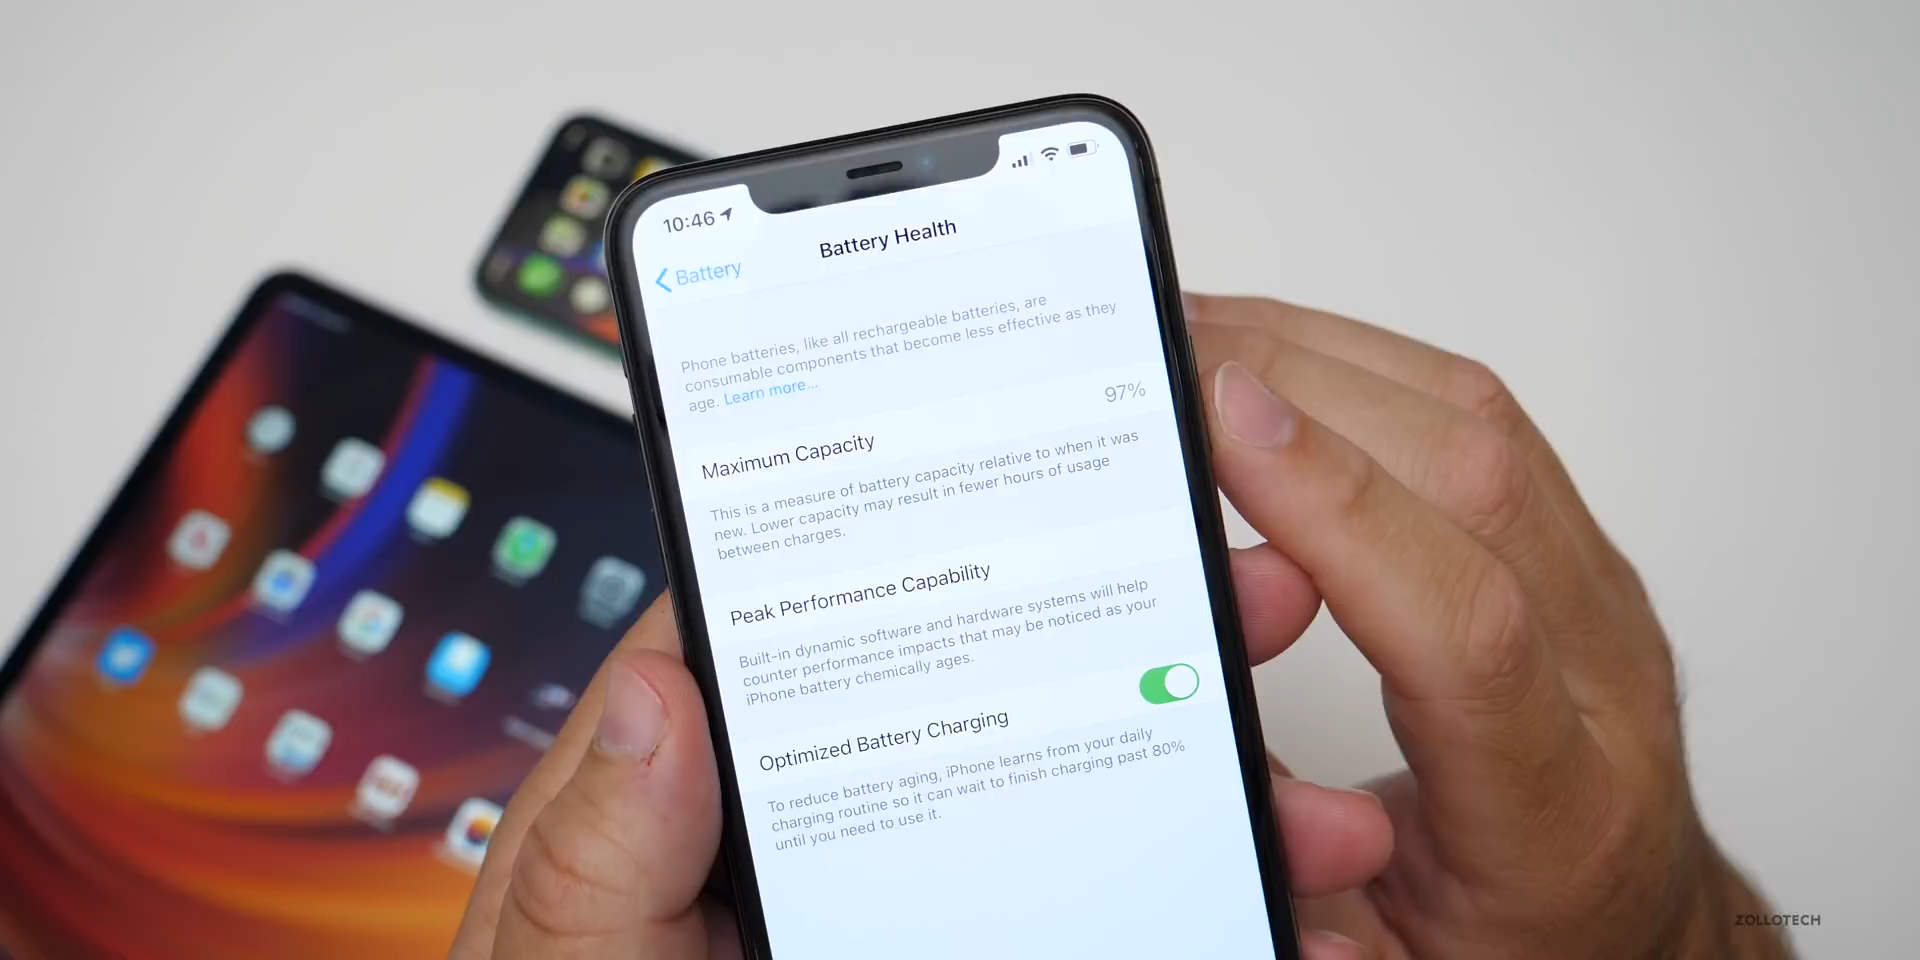 10:46
Battery
Battery Health
Phone batteries, like all rechargeable batteries, are
consumable components that become less effective as they
age. Learn more...
Maximum Capacity
97%
This is a measure of battery capacity relative to when it was
new. Lower capacity may result in fewer hours of usage
between charges.
Peak Performance Capability
Built-in dynamic software and hardware systems will help
counter performance impacts that may be noticed as your
iPhone battery chemically ages.
Optimized Battery Charging
To reduce battery aging, iPhone learns from your daily
charging routine so it can wait to finish charging past 80%
until you need to use it.
ZOLLOTECH